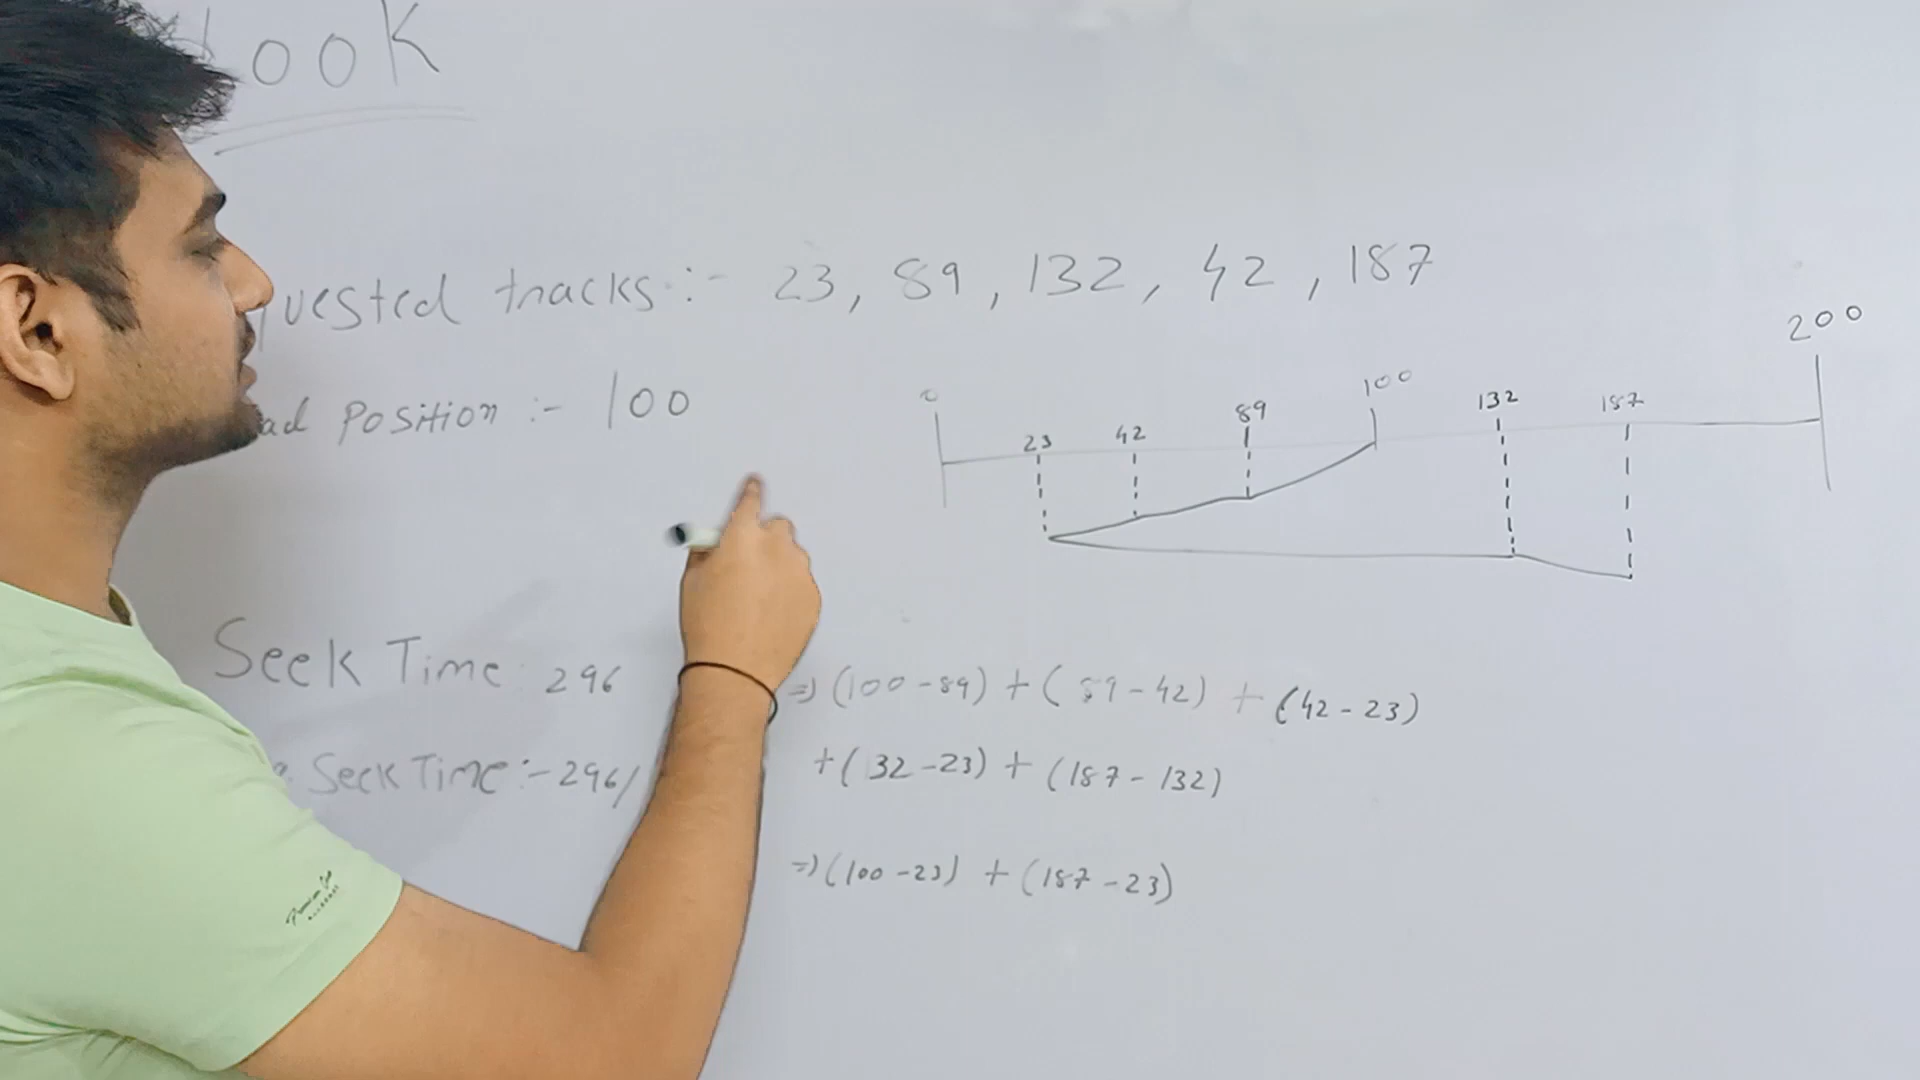 Look
uested tracks :- 23, 89, 132, 42, 187
ad Position :- 100
0 23 42 89 100 132 187 200
Seek Time : 296 => (100-89) + (89-42) + (42-23)
Seek Time :- 296/ + (32-23) + (187-132)
=> (100-23) + (187-23)